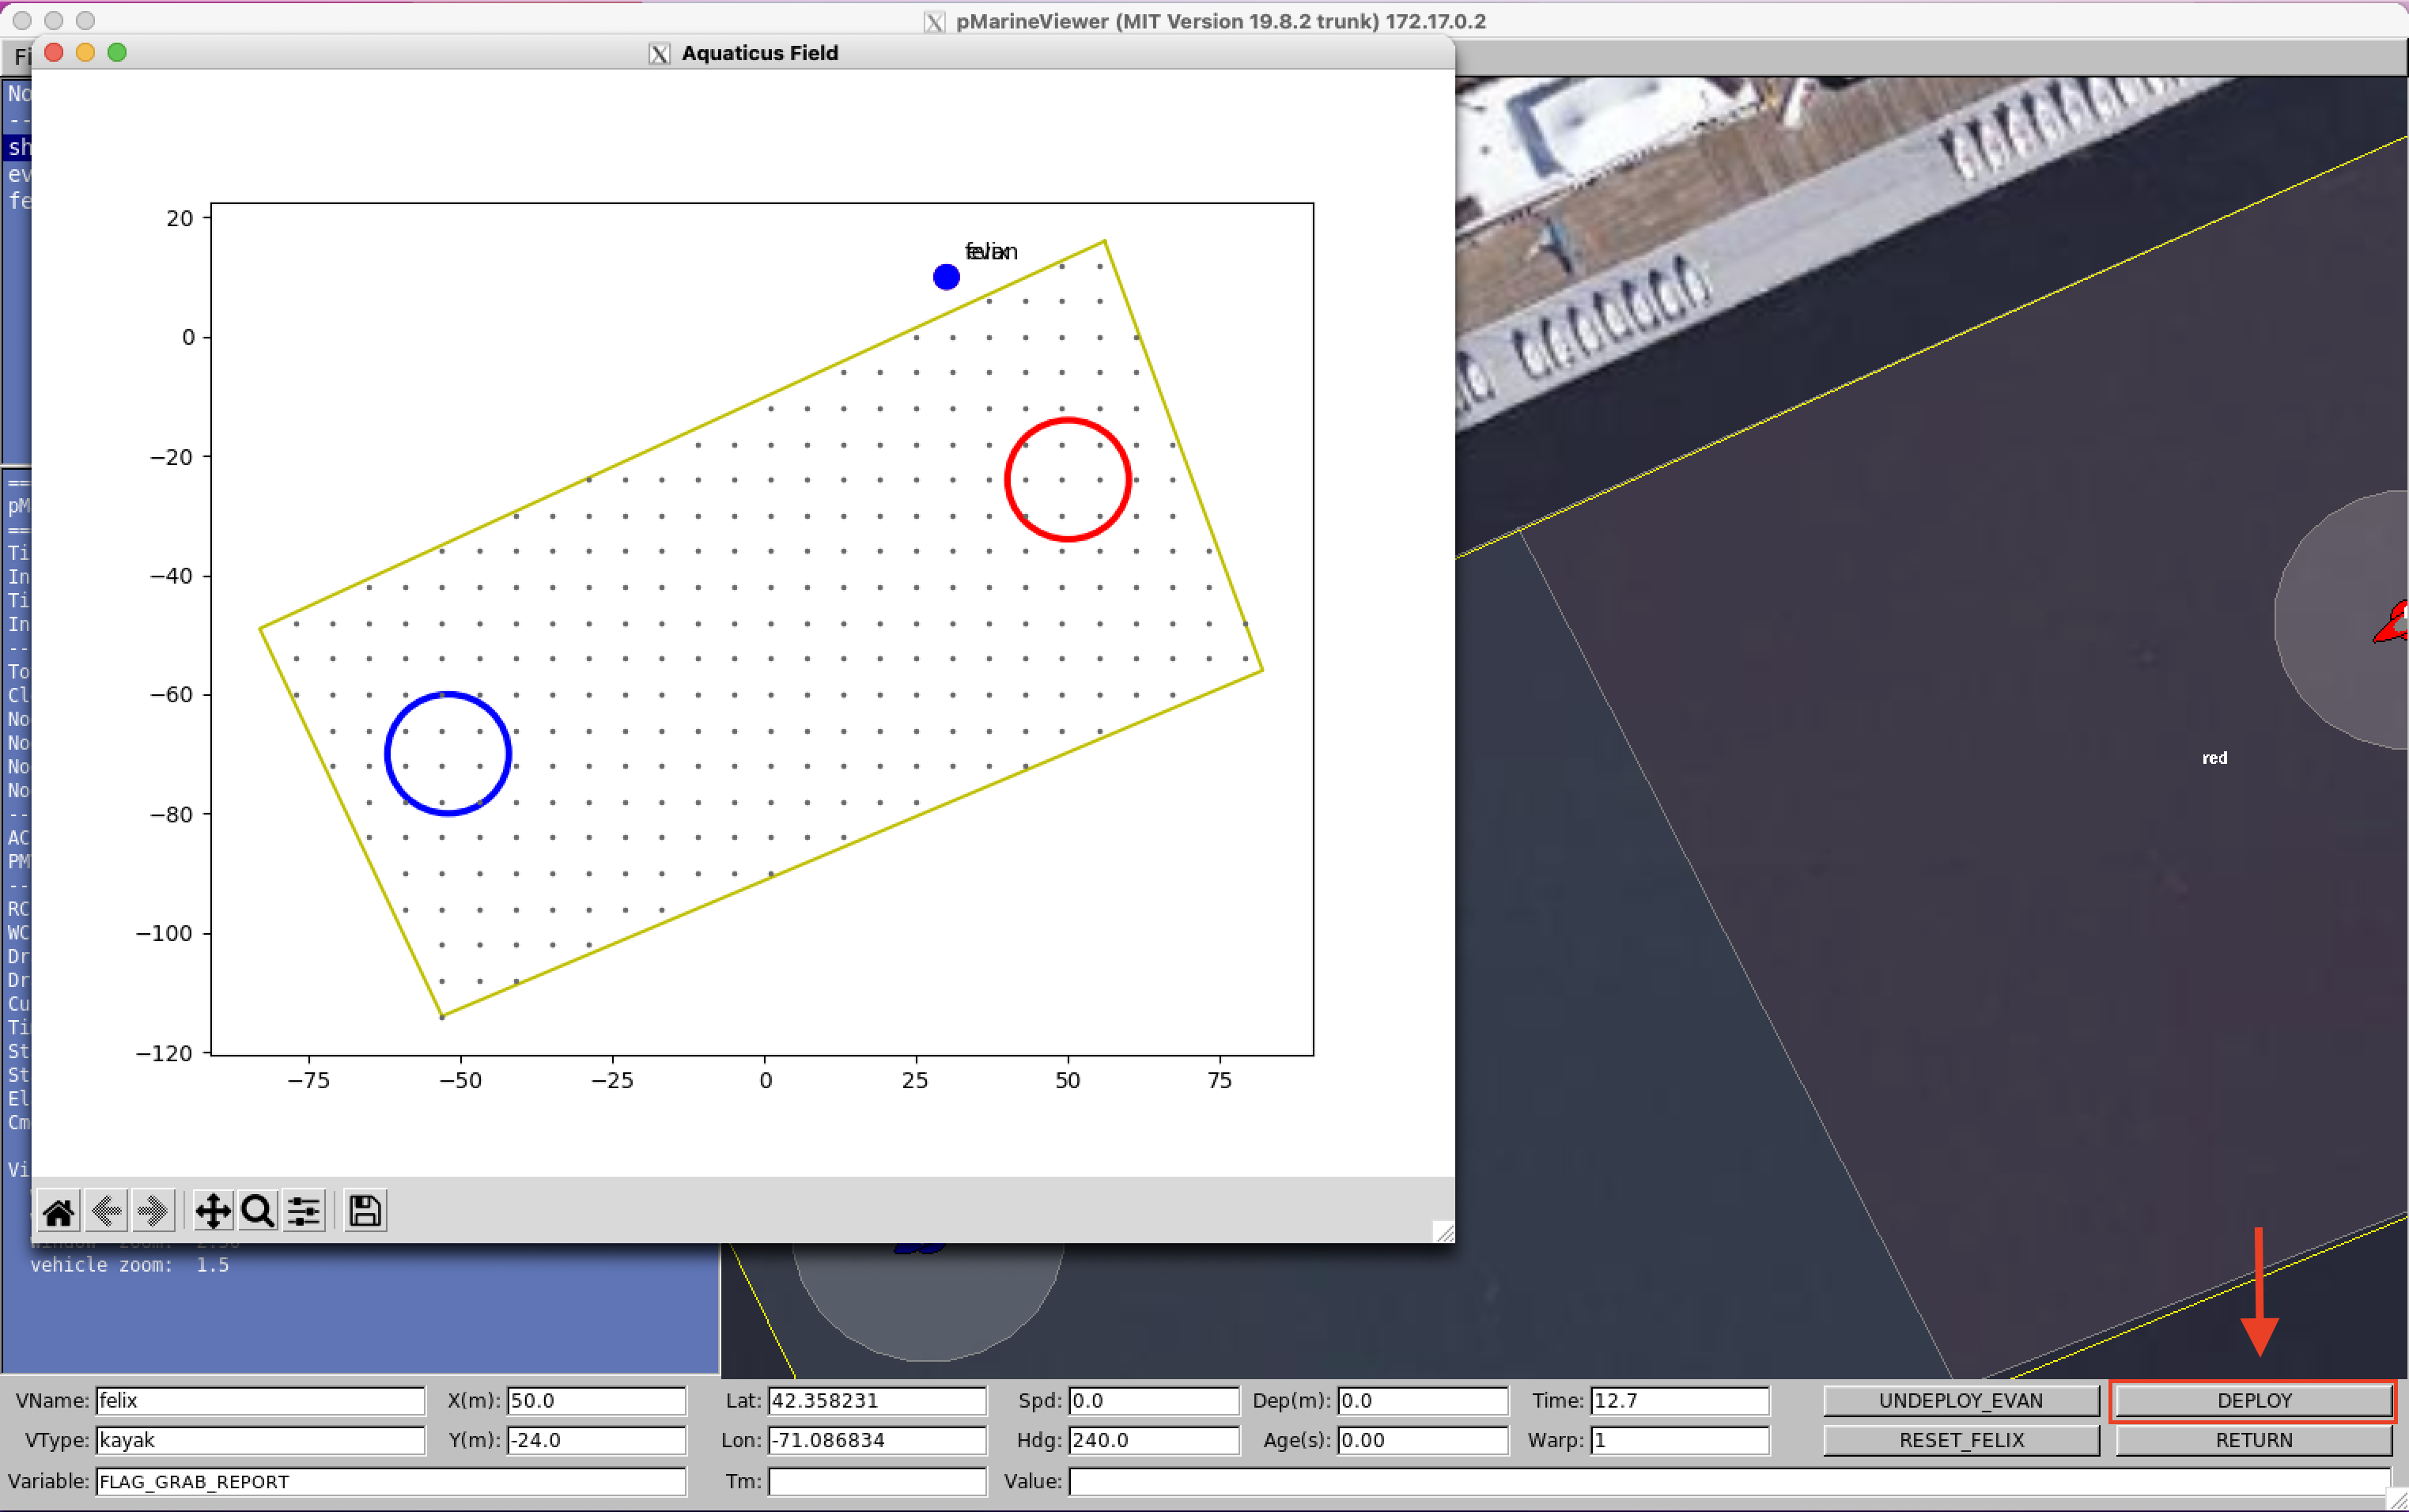 pMarineViewer (MIT Version 19.8.2 trunk) 172.17.0.2
Aquaticus Field
Fi
No
--
sh
ev
fe
20
0
−20
−40
−60
−80
−100
−120
−75
−50
−25
0
25
50
75
felix
evan
red
==
pM
==
Ti
In
Ti
In
--
To
Cl
No
No
No
No
--
AC
PM
--
RC
WC
Dr
Dr
Cu
Ti
St
St
El
Cm
Vi
vehicle zoom: 1.5
VName: felix X(m): 50.0 Lat: 42.358231 Spd: 0.0 Dep(m): 0.0 Time: 12.7 UNDEPLOY_EVAN DEPLOY
VType: kayak Y(m): -24.0 Lon: -71.086834 Hdg: 240.0 Age(s): 0.00 Warp: 1 RESET_FELIX RETURN
Variable: FLAG_GRAB_REPORT Tm: Value: